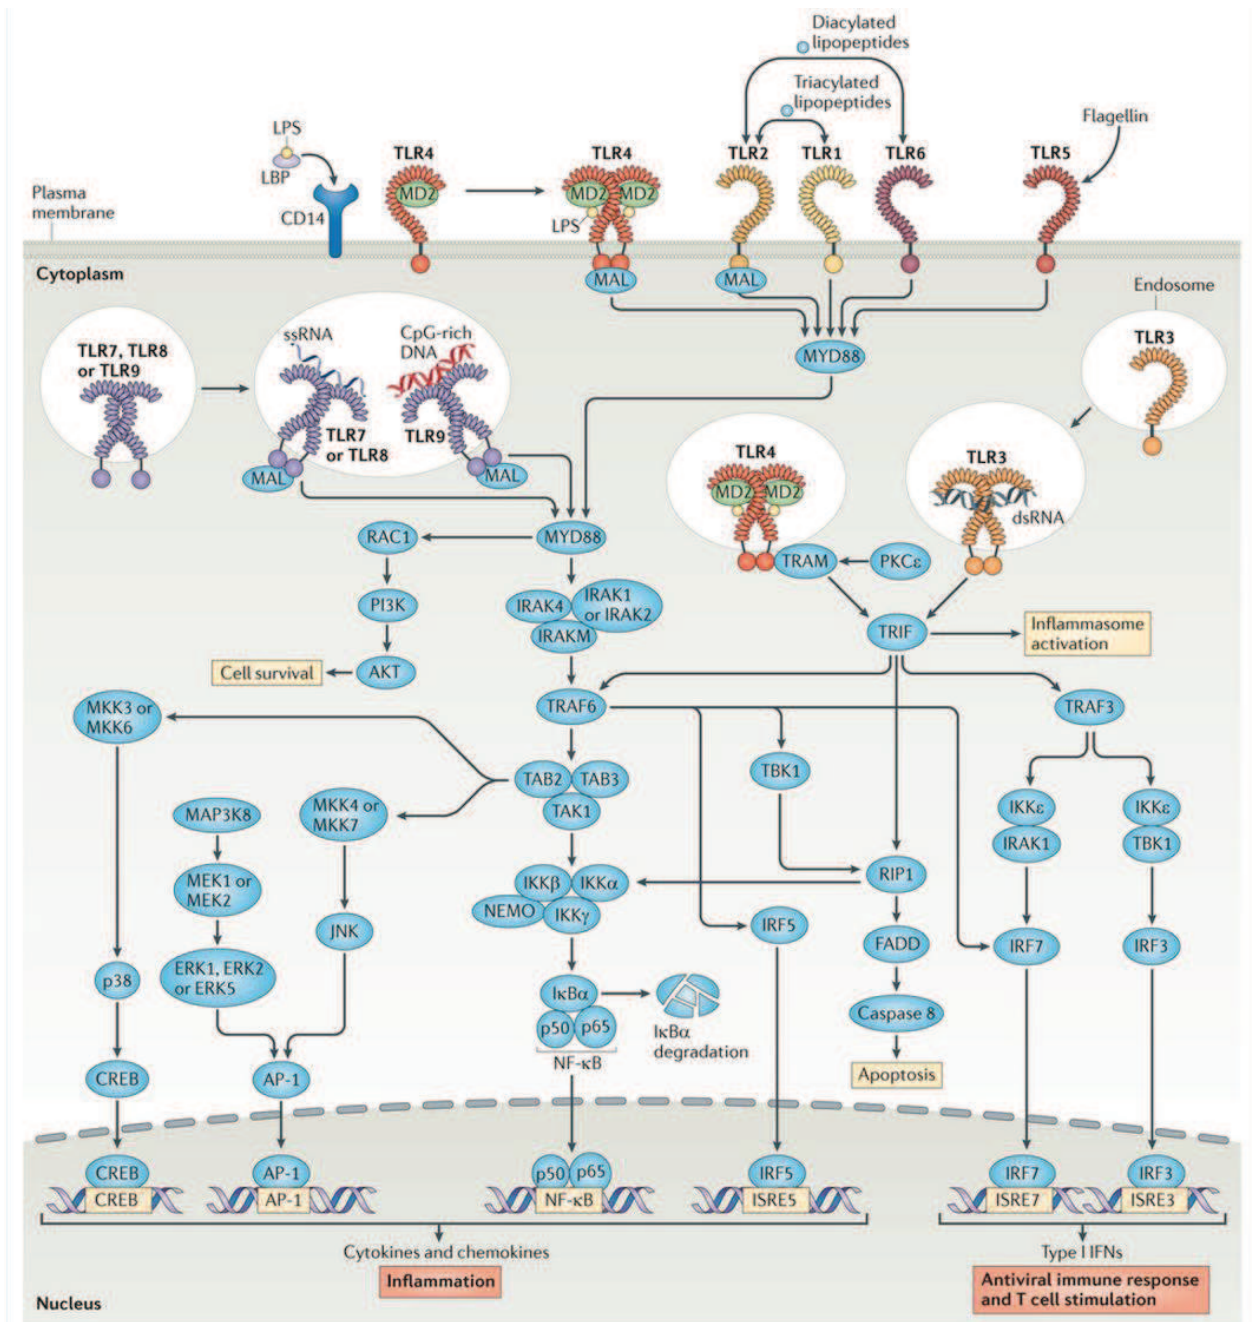 Diacylated
lipopeptides
Triacylated
lipopeptides
Flagellin
LPS
LBP
CD14
TLR4
MD2
TLR4
MD2
MD2
LPS
TLR2
TLR1
TLR6
TLR5
Plasma
membrane
Cytoplasm
MAL
MAL
Endosome
TLR7, TLR8
or TLR9
ssRNA
CpG-rich
DNA
TLR7
or TLR8
TLR9
MAL
MAL
MYD88
TLR3
TLR4
MD2
MD2
TLR3
dsRNA
RAC1
MYD88
TRAM
PKCε
PI3K
IRAK4
IRAK1
or IRAK2
IRAKM
TRIF
Inflammasome
activation
Cell survival
AKT
MKK3 or
MKK6
TRAF6
TRAF3
TAB2
TAB3
TAK1
TBK1
MAP3K8
MKK4 or
MKK7
IKKε
IRAK1
IKKε
TBK1
MEK1 or
MEK2
IKKβ
IKKα
NEMO
IKKγ
RIP1
JNK
IRF5
FADD
IRF7
IRF3
p38
ERK1, ERK2
or ERK5
IκBα
p50
p65
NF-κB
IκBα
degradation
Caspase 8
Apoptosis
CREB
AP-1
CREB
CREB
AP-1
AP-1
p50
p65
NF-κB
IRF5
ISRE5
IRF7
ISRE7
IRF3
ISRE3
Cytokines and chemokines
Inflammation
Type I IFNs
Antiviral immune response
and T cell stimulation
Nucleus